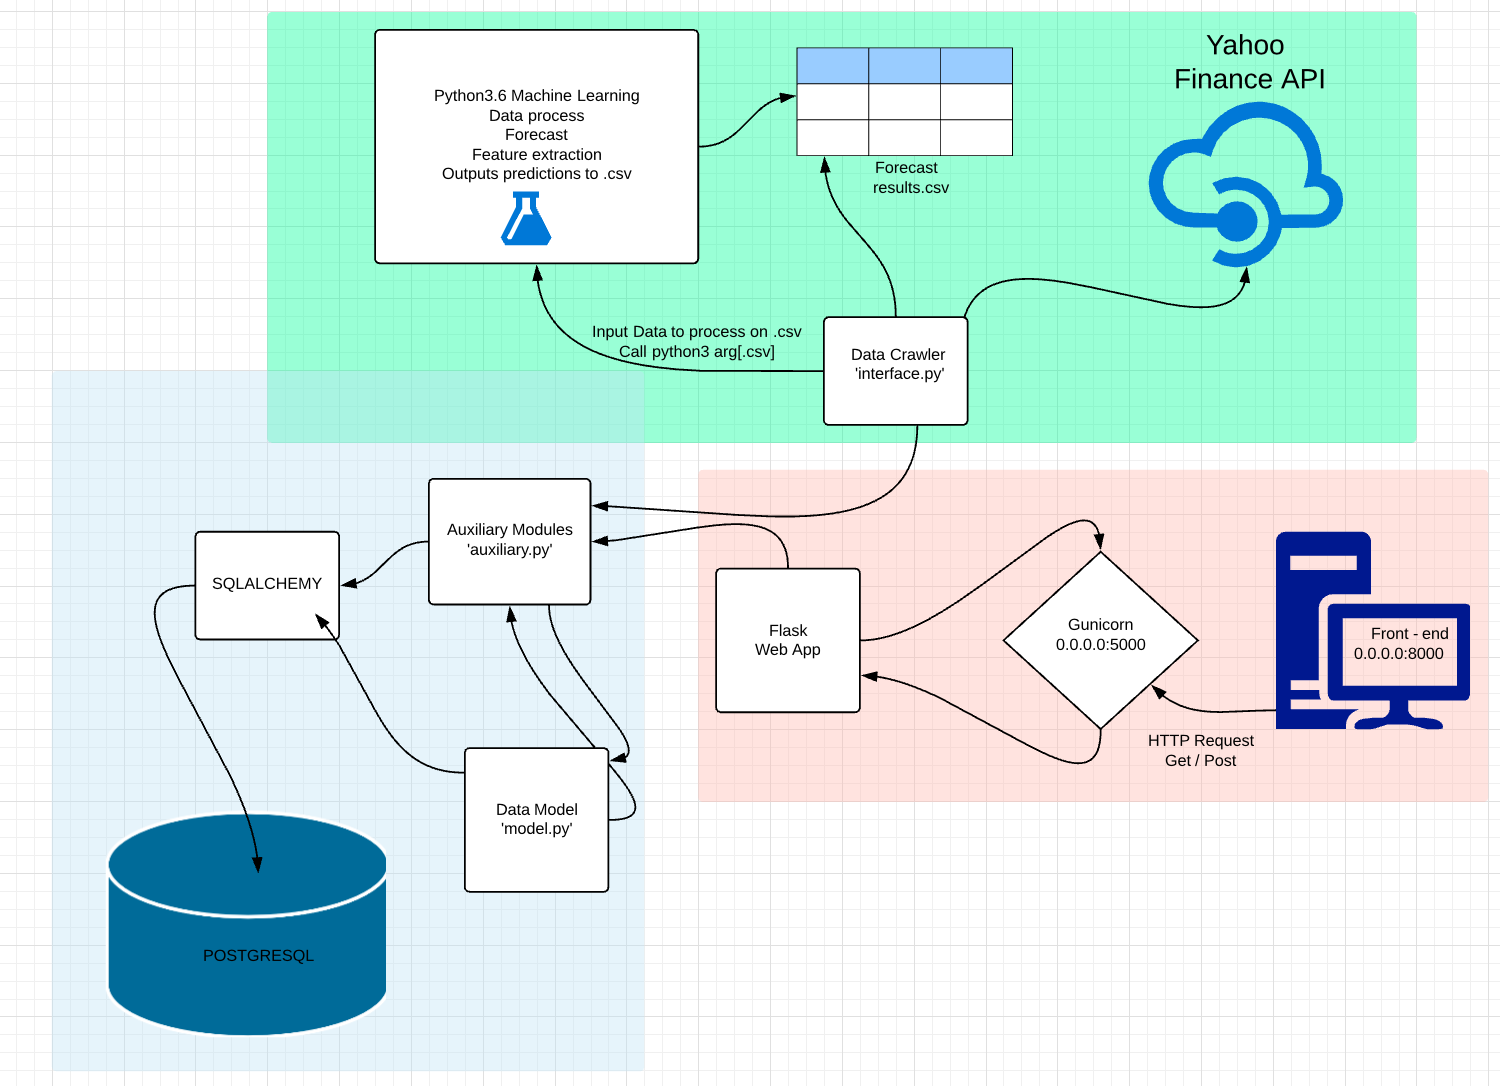 Python3.6 Machine Learning
Data process
Forecast
Feature extraction
Outputs predictions to .csv
Forecast
results.csv
Yahoo
Finance API
Input Data to process on .csv
Call python3 arg[.csv]
Data Crawler
'interface.py'
Auxiliary Modules
'auxiliary.py'
SQLALCHEMY
Data Model
'model.py'
POSTGRESQL
Flask
Web App
Gunicorn
0.0.0.0:5000
Front - end
0.0.0.0:8000
HTTP Request
Get / Post